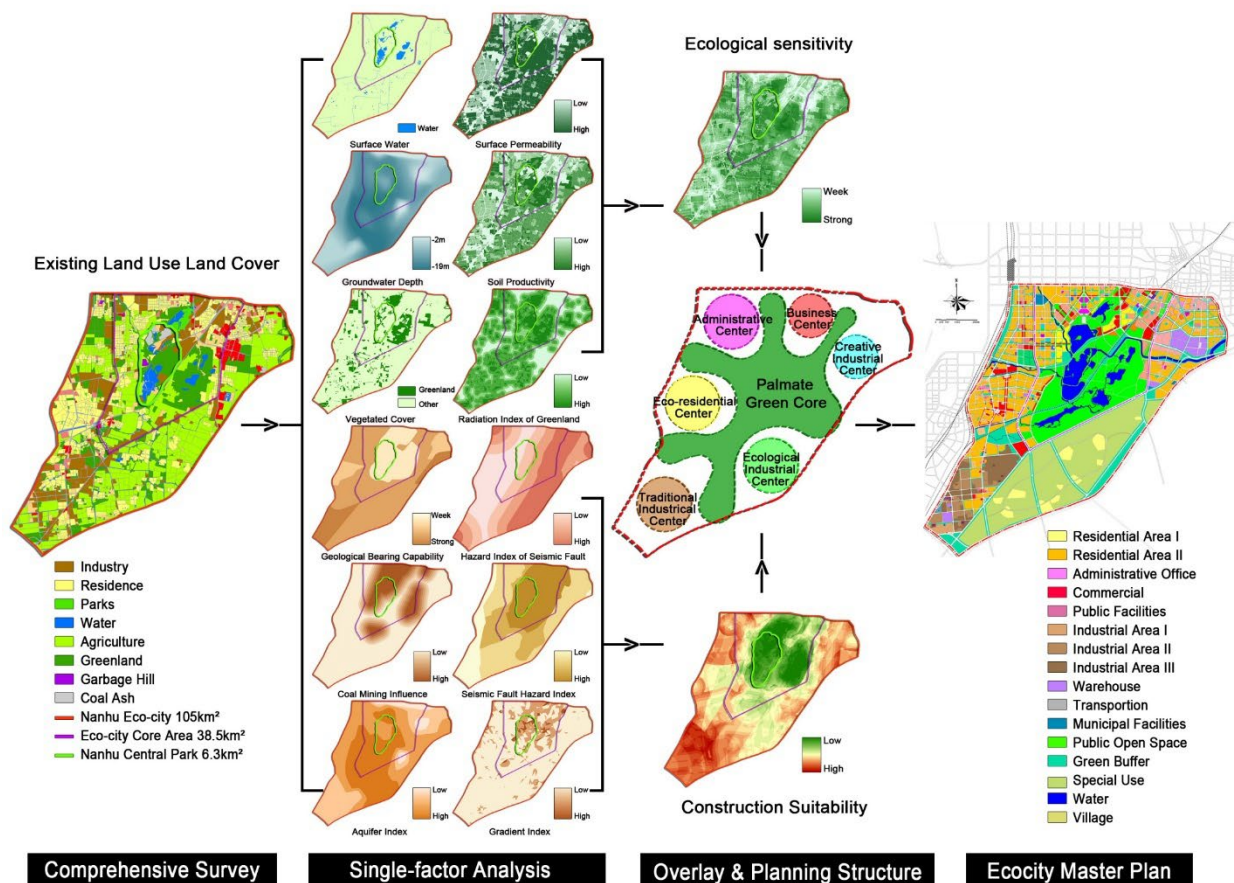 Existing Land Use Land Cover
Industry
Residence
Parks
Water
Agriculture
Greenland
Garbage Hill
Coal Ash
Nanhu Eco-city 105km²
Eco-city Core Area 38.5km²
Nanhu Central Park 6.3km²
Comprehensive Survey
Water
Surface Water
Low
High
Surface Permeability
-2m
-19m
Groundwater Depth
Low
High
Soil Productivity
Greenland
Other
Vegetated Cover
Low
High
Radiation Index of Greenland
Week
Strong
Geological Bearing Capability
Low
High
Hazard Index of Seismic Fault
Low
High
Coal Mining Influence
Low
High
Seismic Fault Hazard Index
Low
High
Aquifer Index
Low
High
Gradient Index
Single-factor Analysis
Ecological sensitivity
Week
Strong
Administrative
Center
Business
Center
Creative
Industrial
Center
Palmate
Green Core
Eco-residential
Center
Ecological
Industrial
Center
Traditional
Inductrical
Center
Low
High
Construction Suitability
Overlay & Planning Structure
Residential Area I
Residential Area II
Administrative Office
Commercial
Public Facilities
Industrial Area I
Industrial Area II
Industrial Area III
Warehouse
Transportion
Municipal Facilities
Public Open Space
Green Buffer
Special Use
Water
Village
Ecocity Master Plan